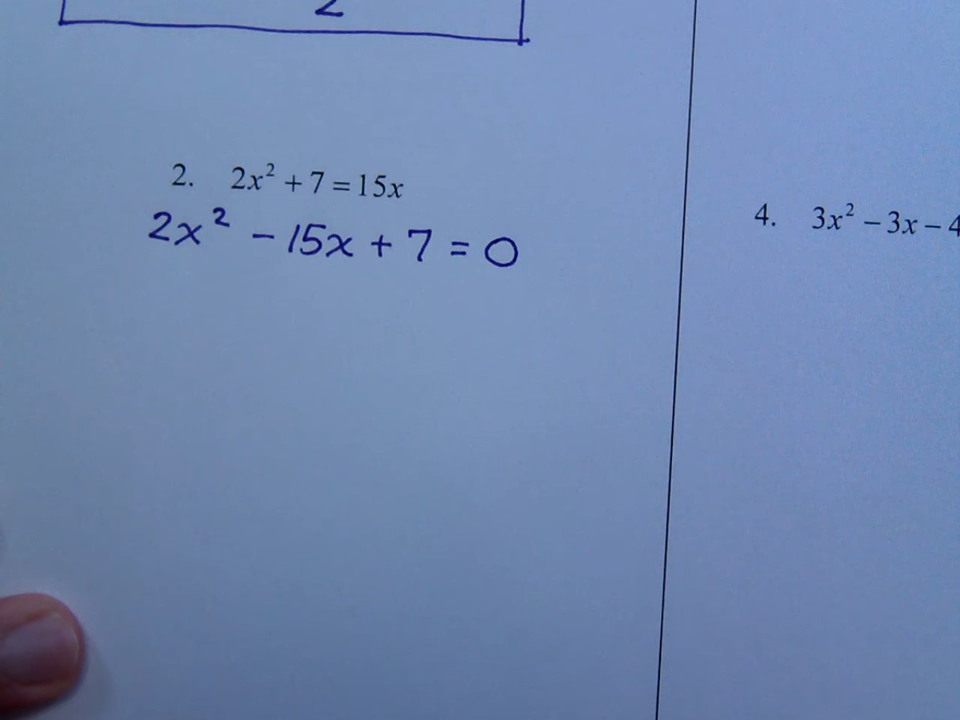 2
2. 2x² + 7 = 15x
2x² - 15x + 7 = 0
4. 3x² - 3x - 4